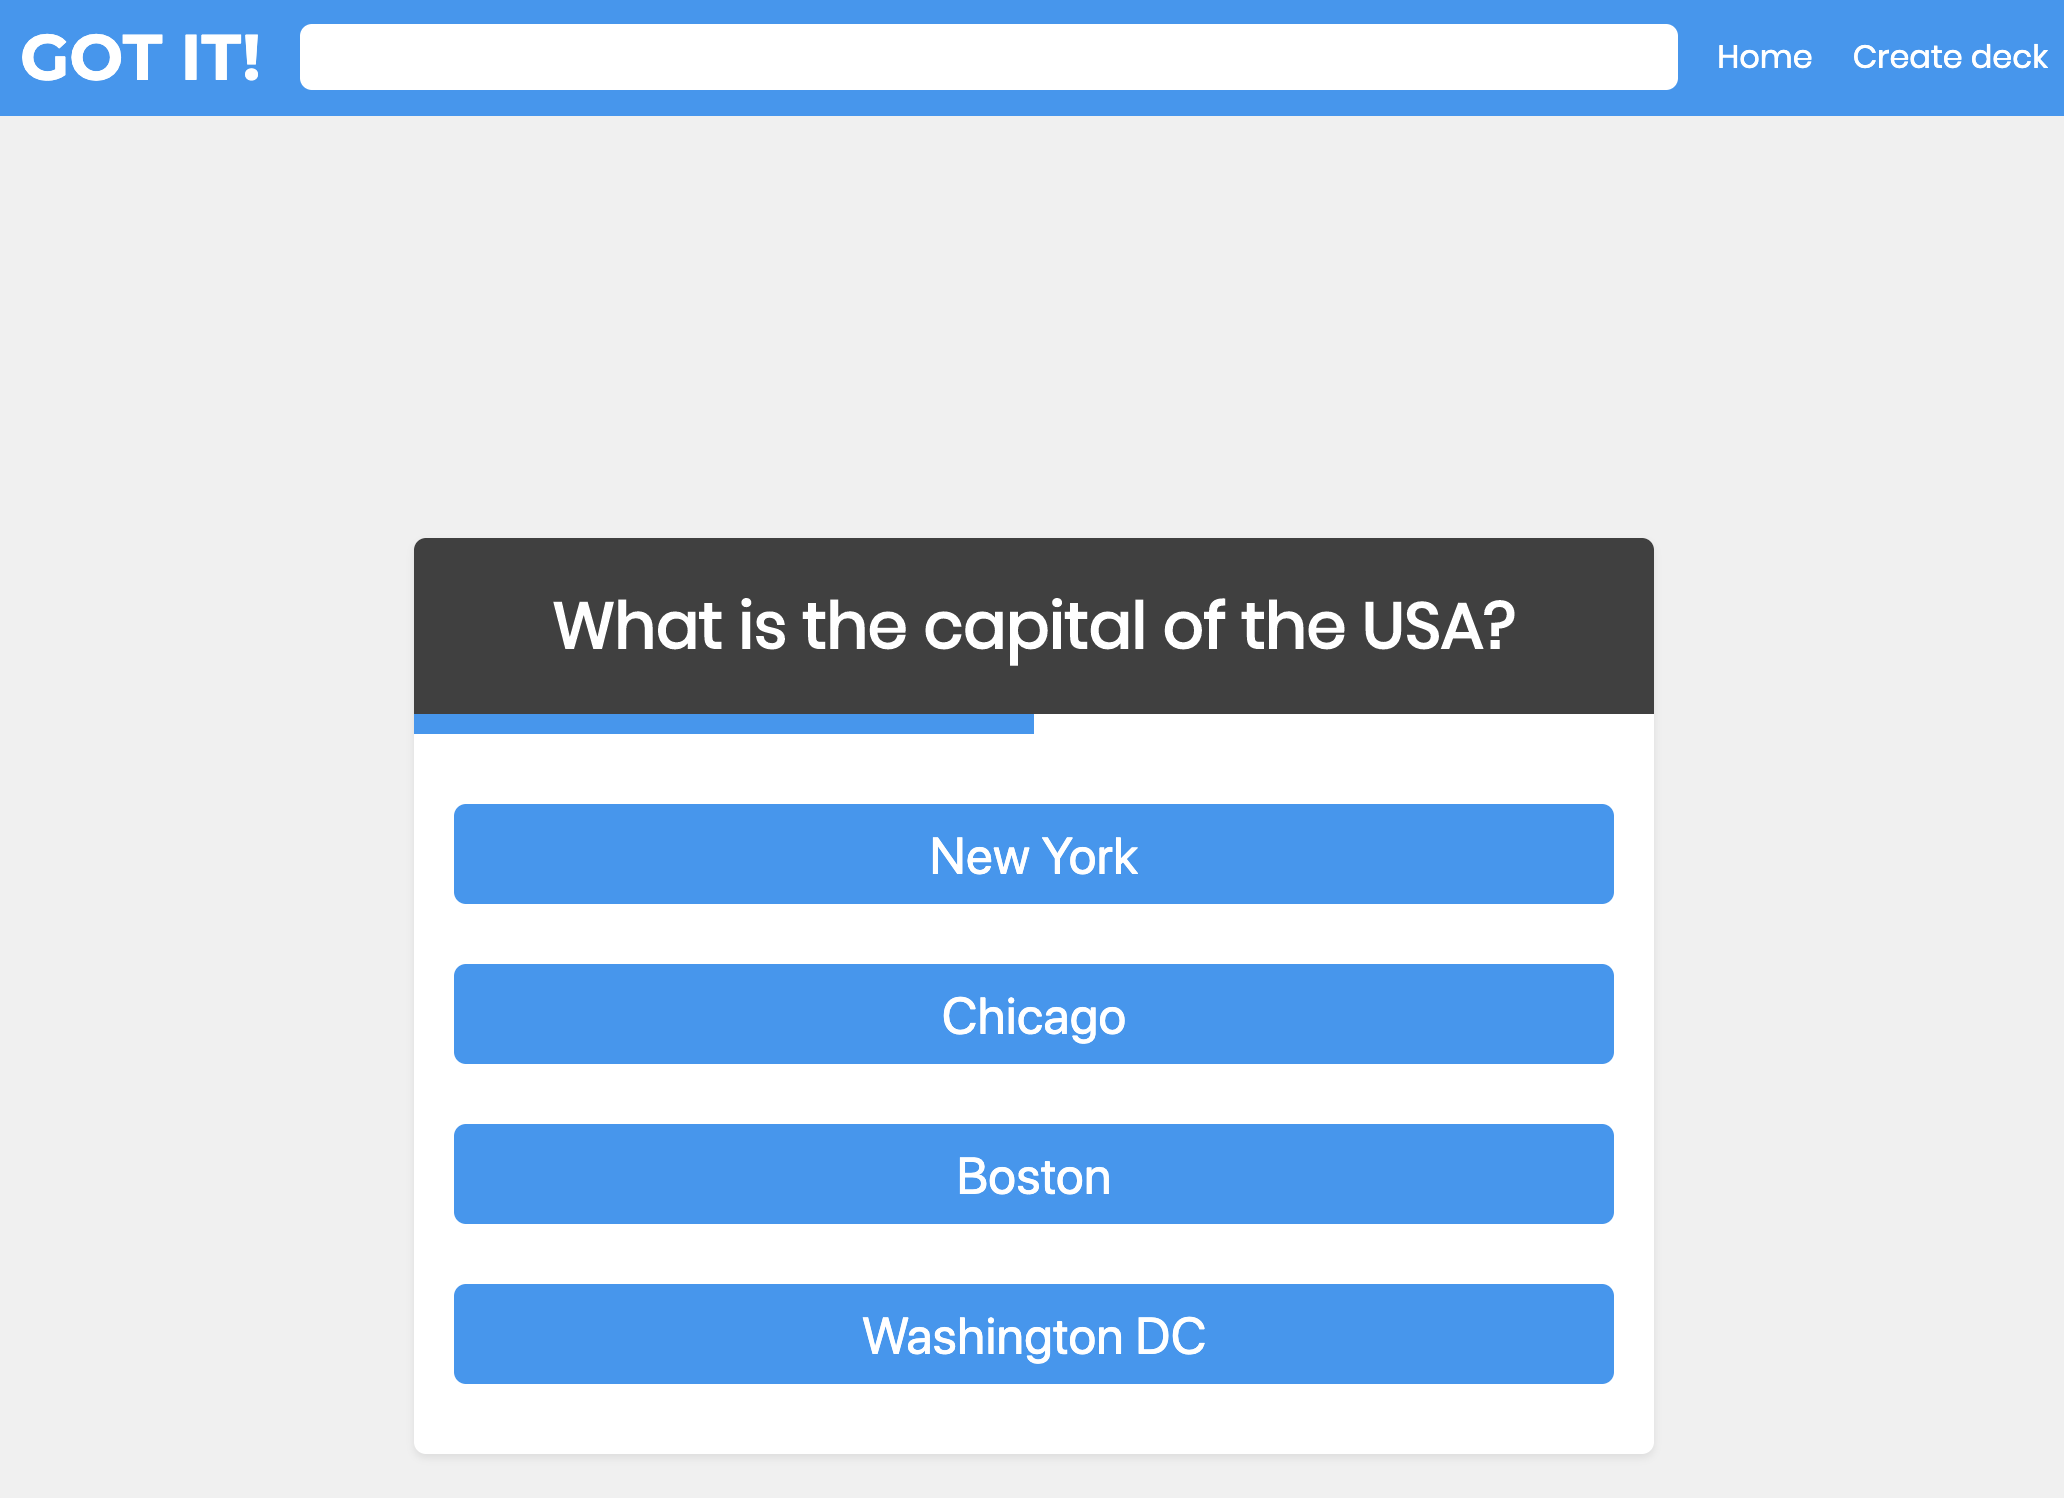 GOT IT!
Home
Create deck
What is the capital of the USA?
New York
Chicago
Boston
Washington DC